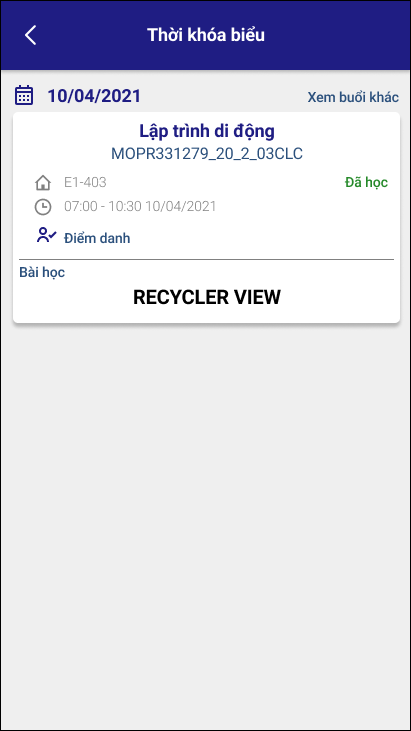 Thời khóa biểu
10/04/2021
Xem buổi khác
Lập trình di động
MOPR331279_20_2_03CLC
E1-403
Đã học
07:00 - 10:30 10/04/2021
Điểm danh
Bài học
RECYCLER VIEW